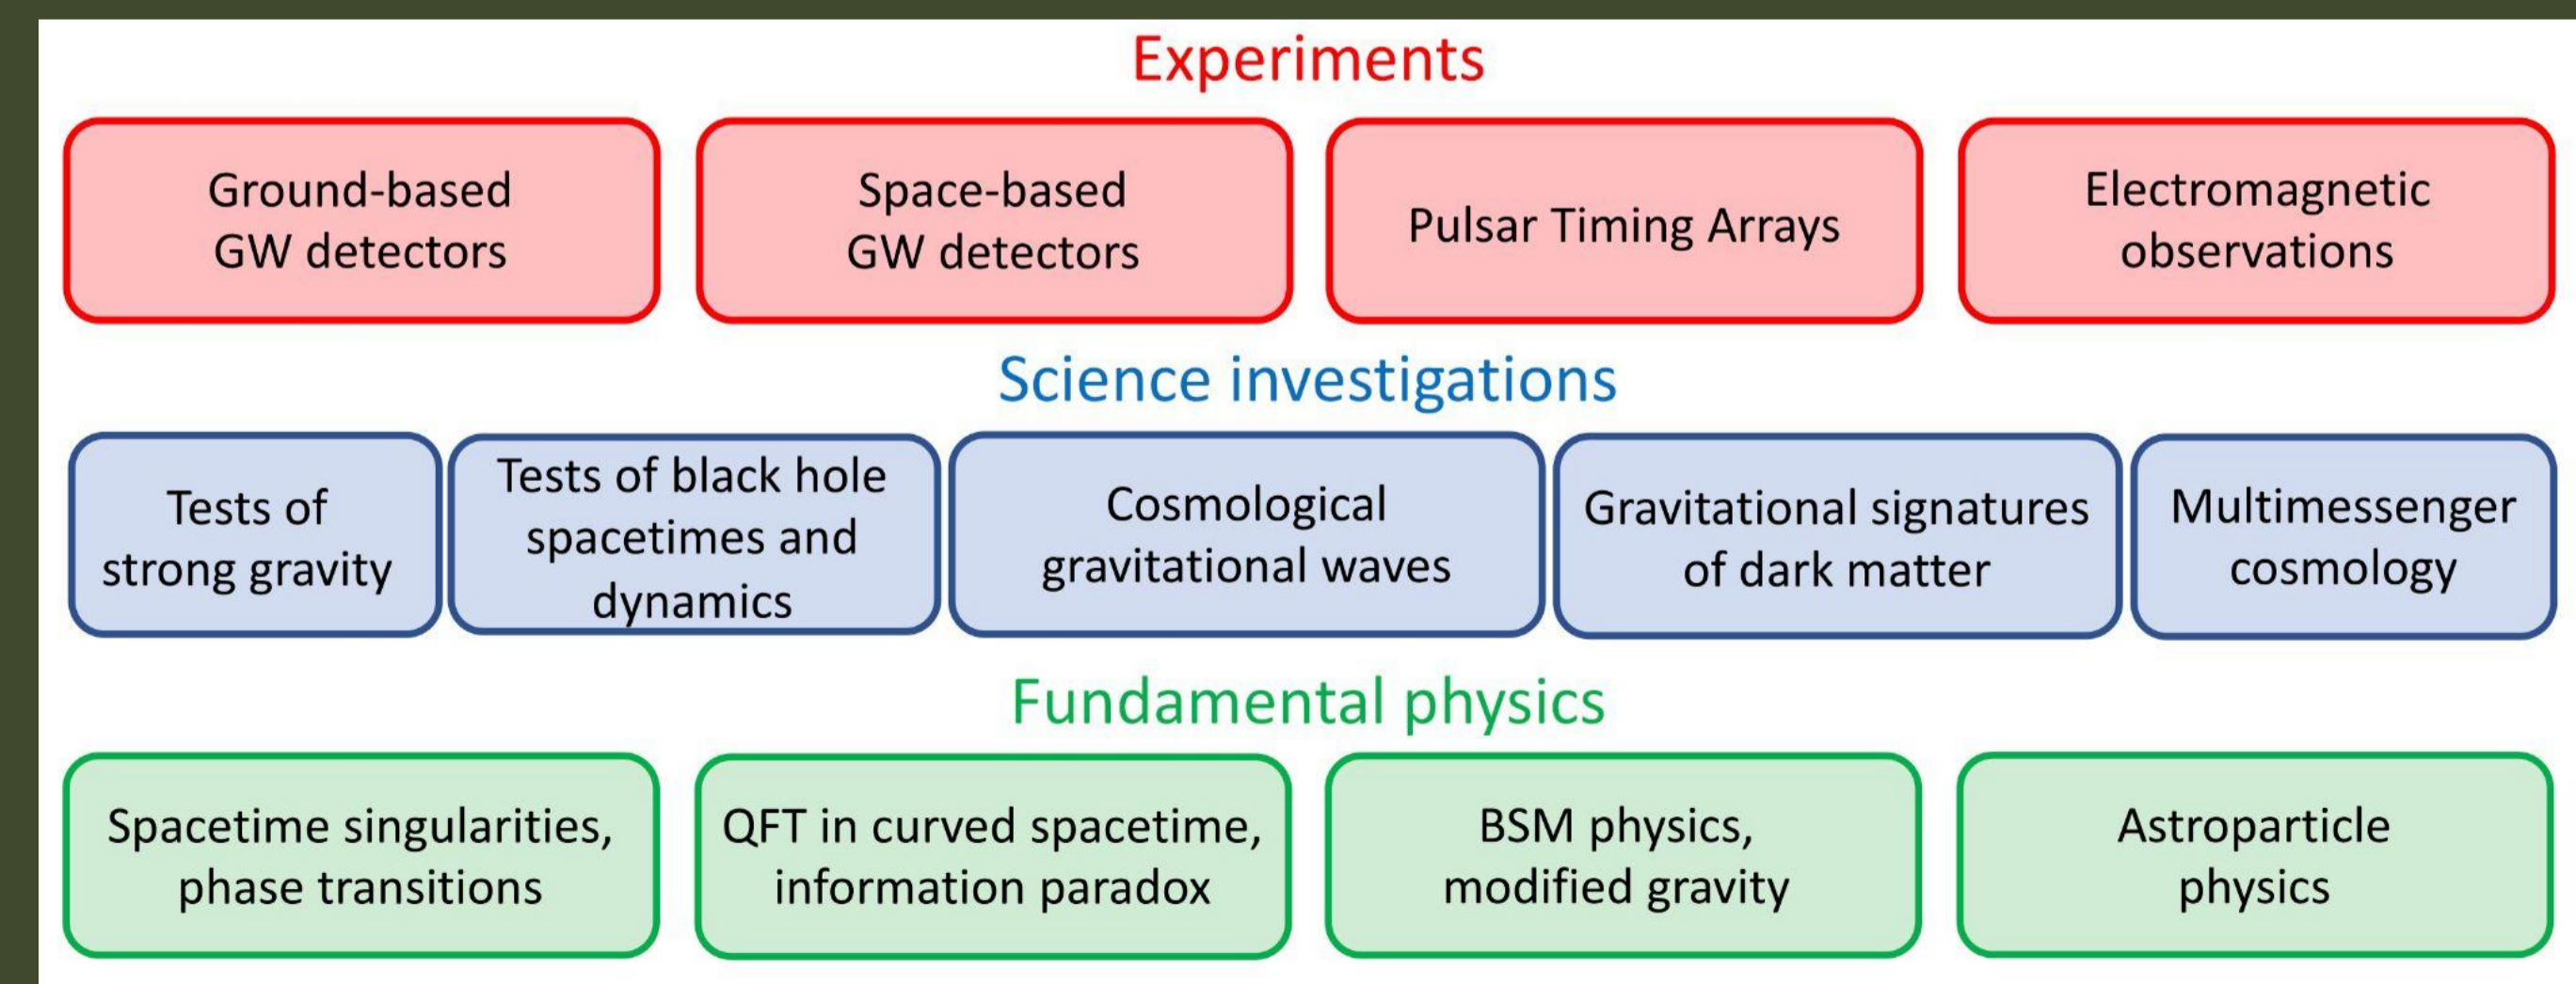 Experiments
Ground-based
GW detectors
Space-based
GW detectors
Pulsar Timing Arrays
Electromagnetic
observations
Science investigations
Tests of
strong gravity
Tests of black hole
spacetimes and
dynamics
Cosmological
gravitational waves
Gravitational signatures
of dark matter
Multimessenger
cosmology
Fundamental physics
Spacetime singularities,
phase transitions
QFT in curved spacetime,
information paradox
BSM physics,
modified gravity
Astroparticle
physics